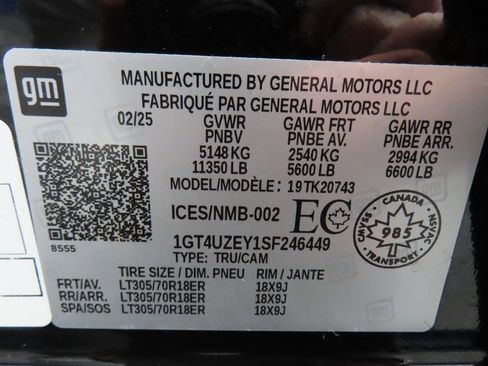 gm
MANUFACTURED BY GENERAL MOTORS LLC
FABRIQUÉ PAR GENERAL MOTORS LLC
02/25 GVWR GAWR FRT GAWR RR
PNBV PNBE AV. PNBE ARR.
5148 KG 2540 KG 2994 KG
11350 LB 5600 LB 6600 LB
MODEL/MODÈLE: 19TK20743
ICES/NMB-002 EC
8555
1GT4UZEY1SF246449
CANADA
CMVSS
985
NSVAC
TRANSPORT
TYPE: TRU/CAM
TIRE SIZE / DIM. PNEU RIM / JANTE
FRT/AV. LT305/70R18ER 18X9J
RR/ARR. LT305/70R18ER 18X9J
SPA/SOS LT305/70R18ER 18X9J